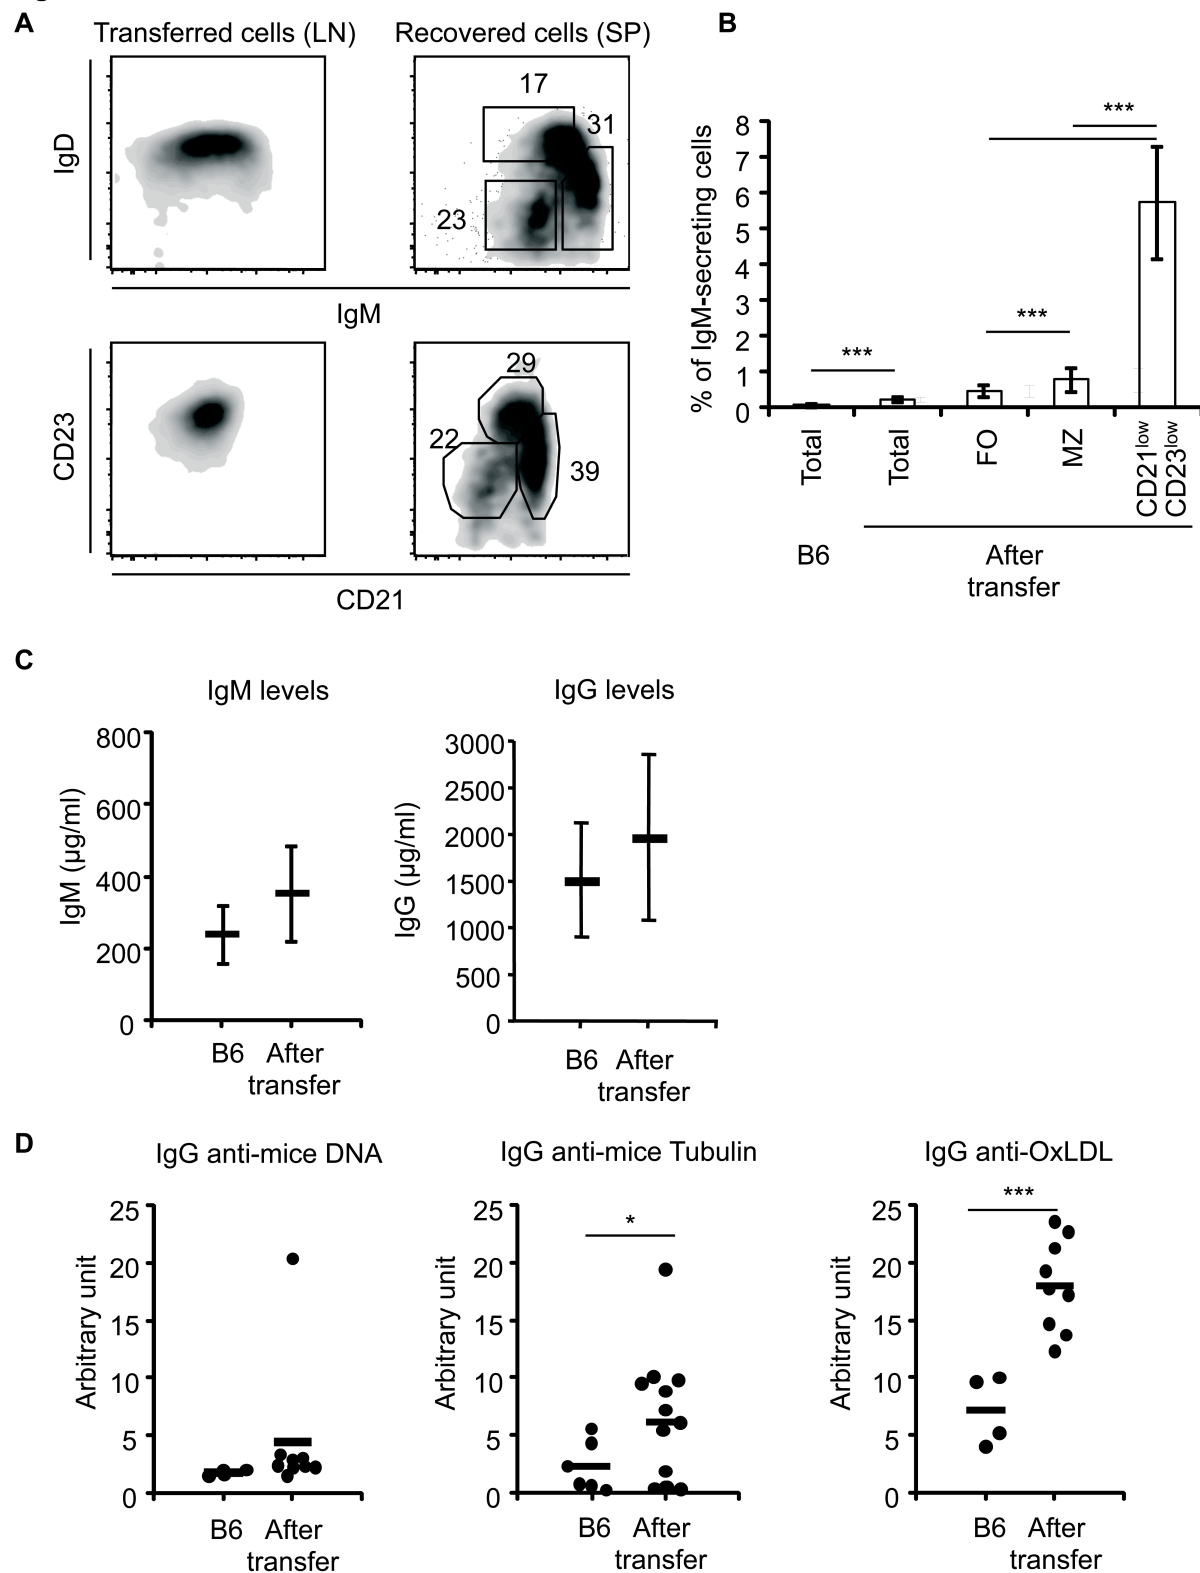 A
Transferred cells (LN)
Recovered cells (SP)
IgD
17
31
23
IgM
CD23
29
22
39
CD21
B
% of IgM-secreting cells
8
7
6
5
4
3
2
1
0
***
***
***
Total
Total
FO
MZ
CD21low
CD23low
B6
After
transfer
C
IgM levels
IgM (µg/ml)
800
600
400
200
0
B6
After
transfer
IgG levels
IgG (µg/ml)
3000
2500
2000
1500
1000
500
0
B6
After
transfer
D
IgG anti-mice DNA
Arbitrary unit
25
20
15
10
5
0
B6
After
transfer
IgG anti-mice Tubulin
Arbitrary unit
25
20
15
10
5
0
*
B6
After
transfer
IgG anti-OxLDL
Arbitrary unit
25
20
15
10
5
0
***
B6
After
transfer